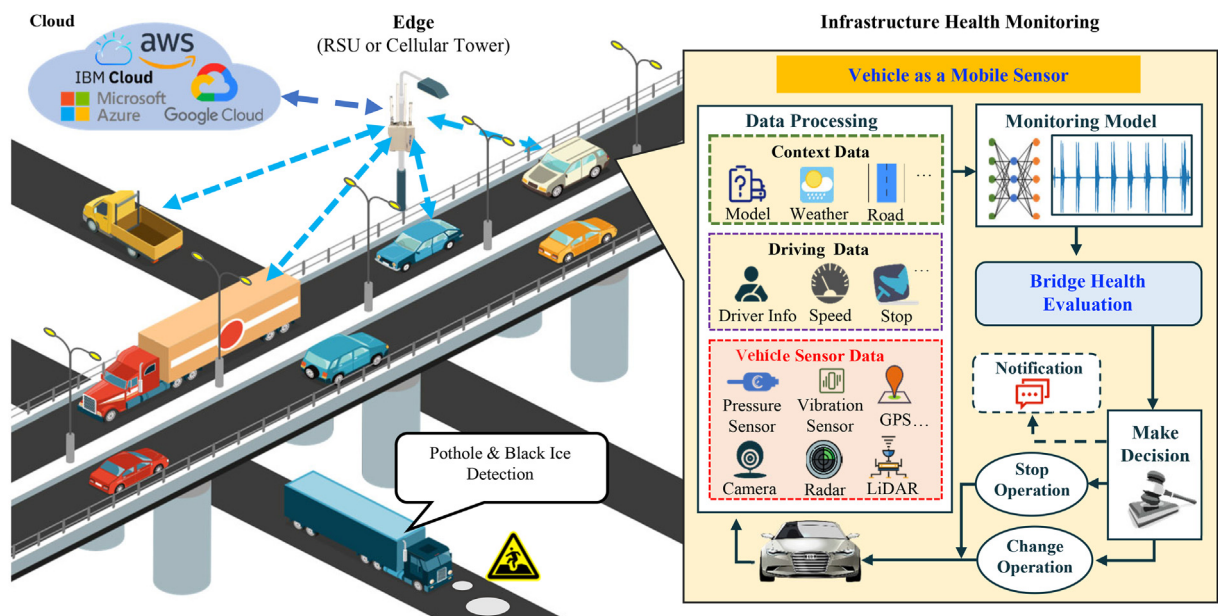 Cloud
aws
IBM Cloud
Microsoft
Azure
Google Cloud
Edge
(RSU or Cellular Tower)
Pothole & Black Ice
Detection
Infrastructure Health Monitoring
Vehicle as a Mobile Sensor
Data Processing
Context Data
?
...
Model
Weather
Road
Driving Data
...
Driver Info
Speed
Stop
Vehicle Sensor Data
Pressure
Sensor
Vibration
Sensor
GPS...
Camera
Radar
LiDAR
Monitoring Model
Bridge Health
Evaluation
Notification
Make
Decision
Stop
Operation
Change
Operation